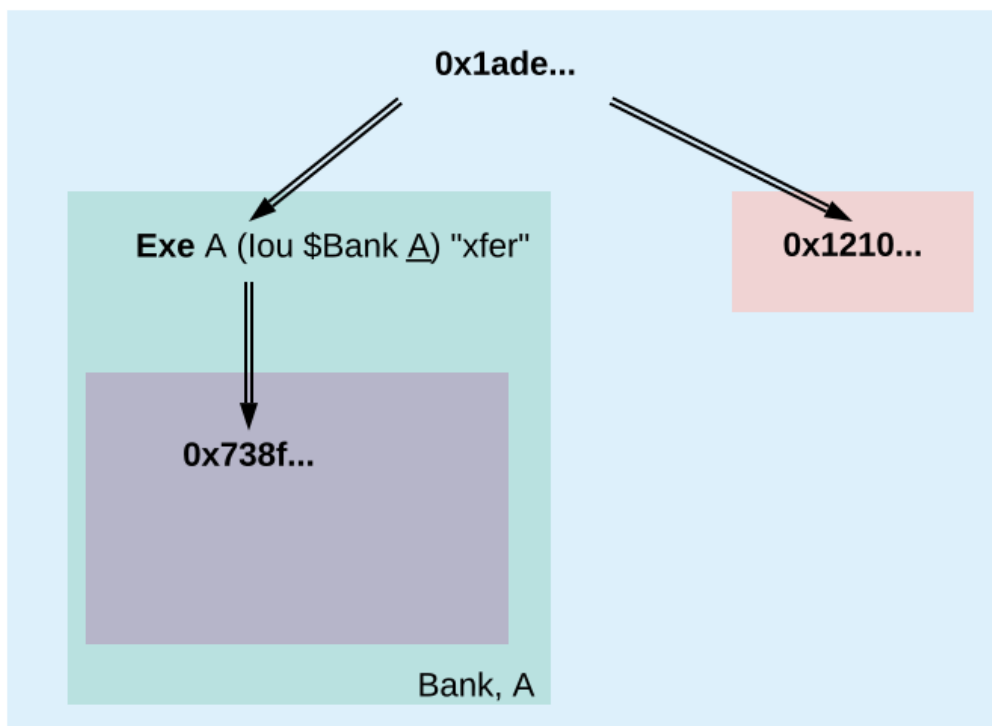 0x1ade...
Exe A (Iou $Bank A) "xfer"
0x1210...
0x738f...
Bank, A